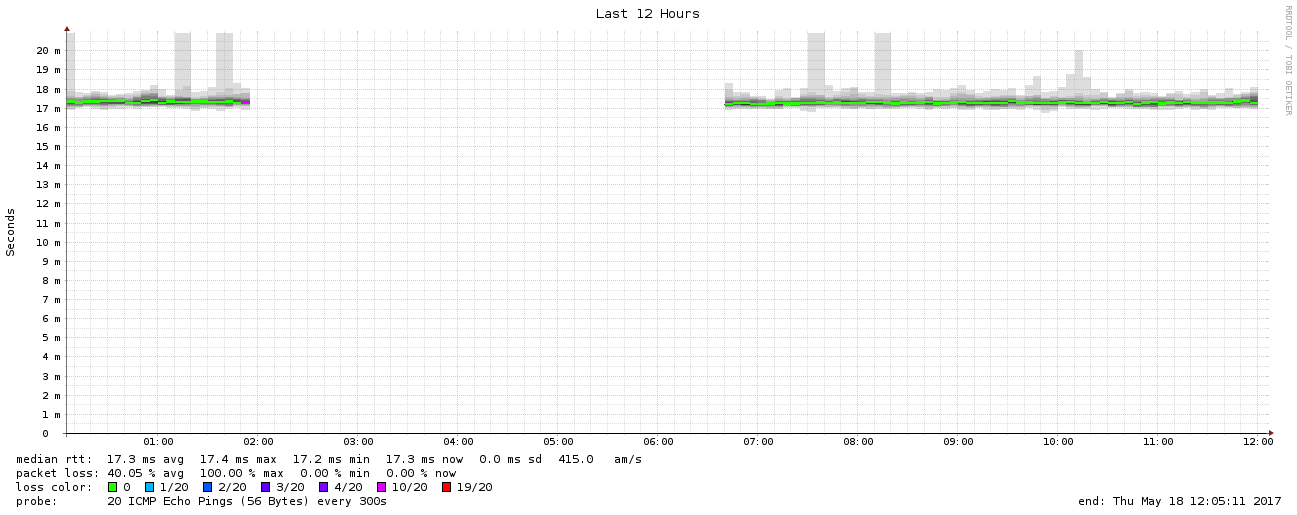 Last 12 Hours
RRDTOOL / TOBI OETIKER
Seconds
20 m
19 m
18 m
17 m
16 m
15 m
14 m
13 m
12 m
11 m
10 m
9 m
8 m
7 m
6 m
5 m
4 m
3 m
2 m
1 m
0
01:00 02:00 03:00 04:00 05:00 06:00 07:00 08:00 09:00 10:00 11:00 12:00
median rtt: 17.3 ms avg 17.4 ms max 17.2 ms min 17.3 ms now 0.0 ms sd 415.0 am/s
packet loss: 40.05 % avg 100.00 % max 0.00 % min 0.00 % now
loss color: 0 1/20 2/20 3/20 4/20 10/20 19/20
probe: 20 ICMP Echo Pings (56 Bytes) every 300s end: Thu May 18 12:05:11 2017